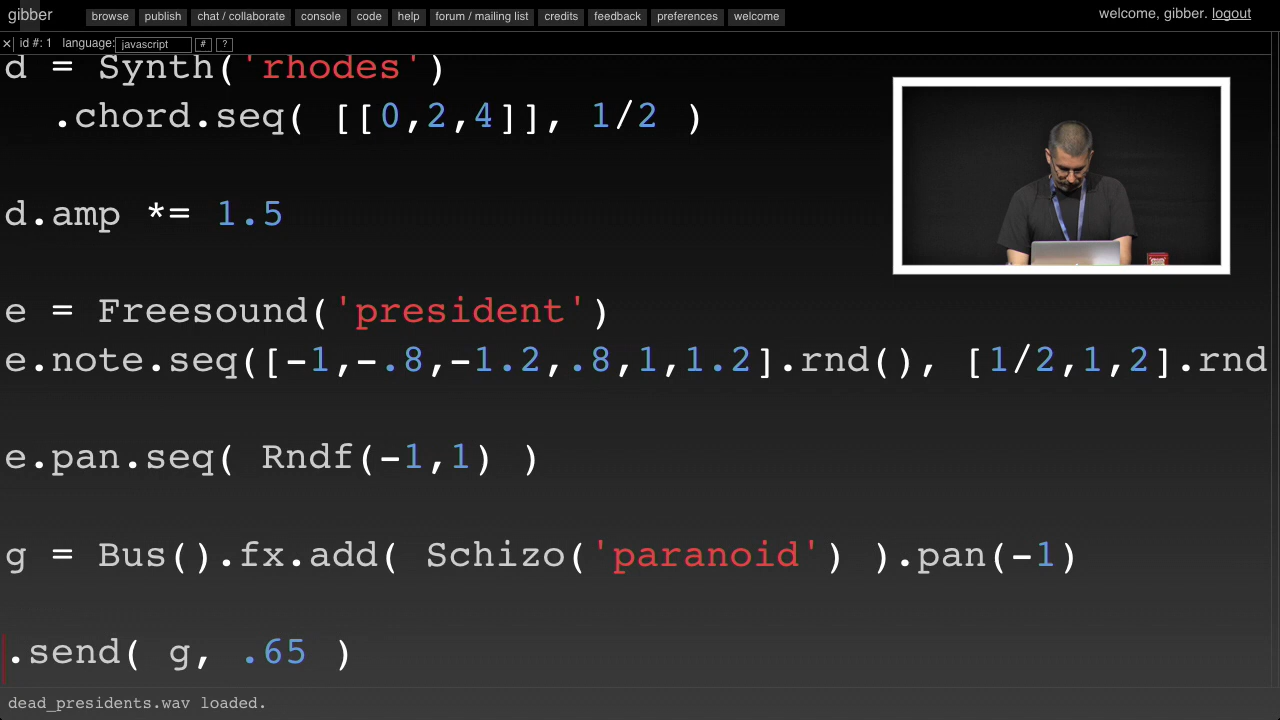 gibber
browse publish chat / collaborate console code help forum / mailing list credits feedback preferences welcome
welcome, gibber. logout
× id #: 1 language: javascript # ?
d = Synth('rhodes')
.chord.seq( [[0,2,4]], 1/2 )
d.amp *= 1.5
e = Freesound('president')
e.note.seq([-1,-.8,-1.2,.8,1,1.2].rnd(), [1/2,1,2].rnd
e.pan.seq( Rndf(-1,1) )
g = Bus().fx.add( Schizo('paranoid') ).pan(-1)
.send( g, .65 )
dead_presidents.wav loaded.